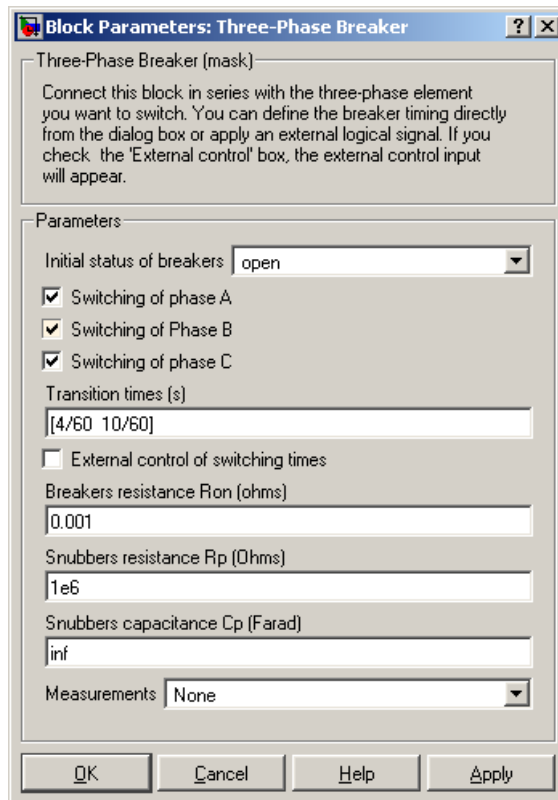 Block Parameters: Three-Phase Breaker
Three-Phase Breaker (mask)
Connect this block in series with the three-phase element
you want to switch. You can define the breaker timing directly
from the dialog box or apply an external logical signal. If you
check the 'External control' box, the external control input
will appear.
Parameters
Initial status of breakers open
Switching of phase A
Switching of Phase B
Switching of phase C
Transition times (s)
[4/60 10/60]
External control of switching times
Breakers resistance Ron (ohms)
0.001
Snubbers resistance Rp (Ohms)
1e6
Snubbers capacitance Cp (Farad)
inf
Measurements None
OK Cancel Help Apply